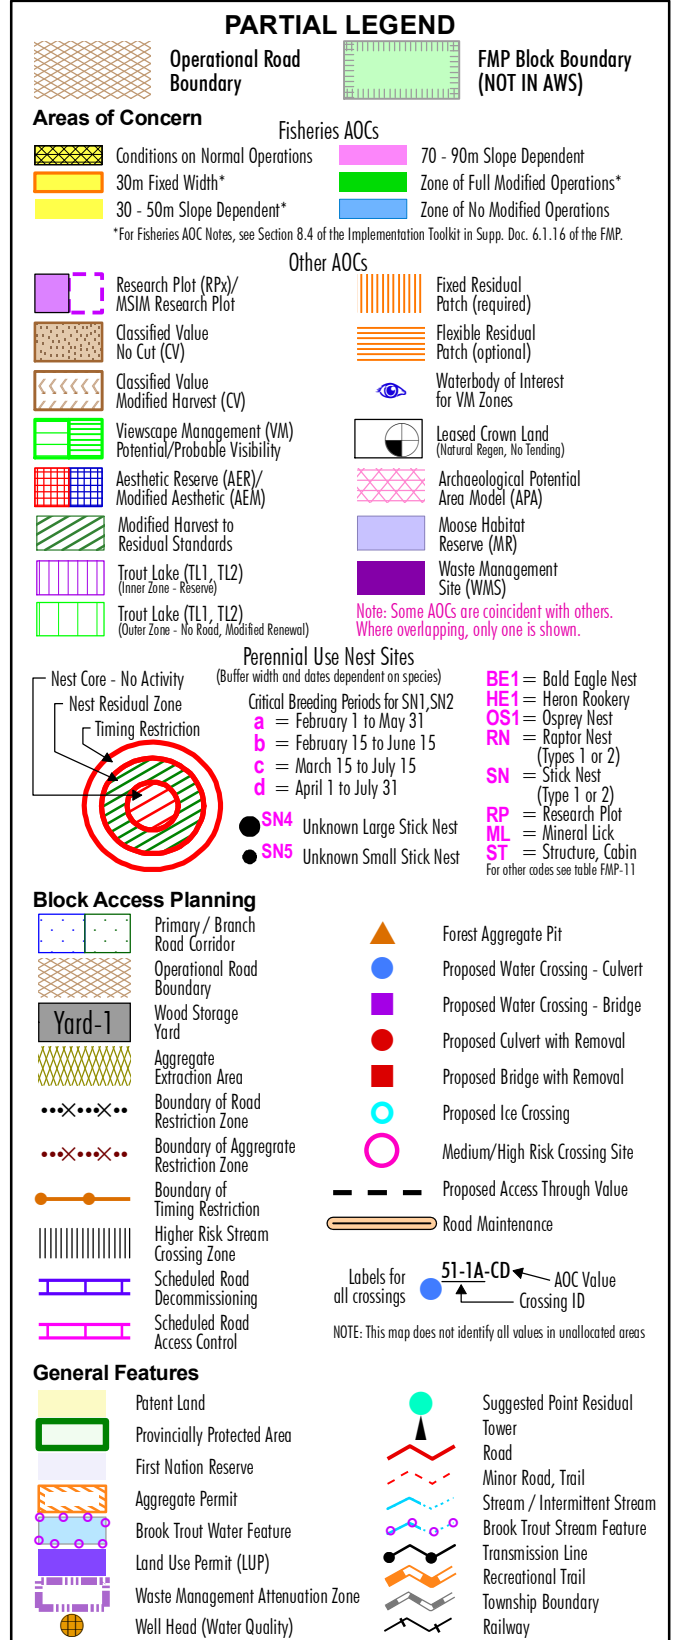 PARTIAL LEGEND
Operational Road
Boundary
FMP Block Boundary
(NOT IN AWS)
Areas of Concern
Fisheries AOCs
Conditions on Normal Operations
70 - 90m Slope Dependent
30m Fixed Width*
Zone of Full Modified Operations*
30 - 50m Slope Dependent*
Zone of No Modified Operations
*For Fisheries AOC Notes, see Section 8.4 of the Implementation Toolkit in Supp. Doc. 6.1.16 of the FMP.
Other AOCs
Research Plot (RPx)/
MSIM Research Plot
Fixed Residual
Patch (required)
Classified Value
No Cut (CV)
Flexible Residual
Patch (optional)
Classified Value
Modified Harvest (CV)
Waterbody of Interest
for VM Zones
Viewscape Management (VM)
Potential/Probable Visibility
Leased Crown Land
(Natural Regen, No Tending)
Aesthetic Reserve (AER)/
Modified Aesthetic (AEM)
Archaeological Potential
Area Model (APA)
Modified Harvest to
Residual Standards
Moose Habitat
Reserve (MR)
Trout Lake (TL1, TL2)
(Inner Zone - Reserve)
Waste Management
Site (WMS)
Trout Lake (TL1, TL2)
(Outer Zone - No Road, Modified Renewal)
Note: Some AOCs are coincident with others.
Where overlapping, only one is shown.
Perennial Use Nest Sites
(Buffer width and dates dependent on species)
Nest Core - No Activity
Nest Residual Zone
Timing Restriction
Critical Breeding Periods for SN1,SN2
a = February 1 to May 31
b = February 15 to June 15
c = March 15 to July 15
d = April 1 to July 31
SN4 Unknown Large Stick Nest
SN5 Unknown Small Stick Nest
BE1 = Bald Eagle Nest
HE1 = Heron Rookery
OS1 = Osprey Nest
RN = Raptor Nest
(Types 1 or 2)
SN = Stick Nest
(Type 1 or 2)
RP = Research Plot
ML = Mineral Lick
ST = Structure, Cabin
For other codes see table FMP-11
Block Access Planning
Primary / Branch
Road Corridor
Forest Aggregate Pit
Operational Road
Boundary
Proposed Water Crossing - Culvert
Yard-1
Wood Storage
Yard
Proposed Water Crossing - Bridge
Aggregate
Extraction Area
Proposed Culvert with Removal
Proposed Bridge with Removal
Boundary of Road
Restriction Zone
Proposed Ice Crossing
Boundary of Aggegrate
Restriction Zone
Medium/High Risk Crossing Site
Boundary of
Timing Restriction
Proposed Access Through Value
Higher Risk Stream
Crossing Zone
Road Maintenance
Scheduled Road
Decommissioning
Labels for
all crossings
51-1A-CD
AOC Value
Crossing ID
Scheduled Road
Access Control
NOTE: This map does not identify all values in unallocated areas
General Features
Patent Land
Suggested Point Residual
Provincially Protected Area
Tower
First Nation Reserve
Road
Aggregate Permit
Minor Road, Trail
Brook Trout Water Feature
Stream / Intermittent Stream
Land Use Permit (LUP)
Brook Trout Stream Feature
Waste Management Attenuation Zone
Transmission Line
Well Head (Water Quality)
Recreational Trail
Township Boundary
Railway